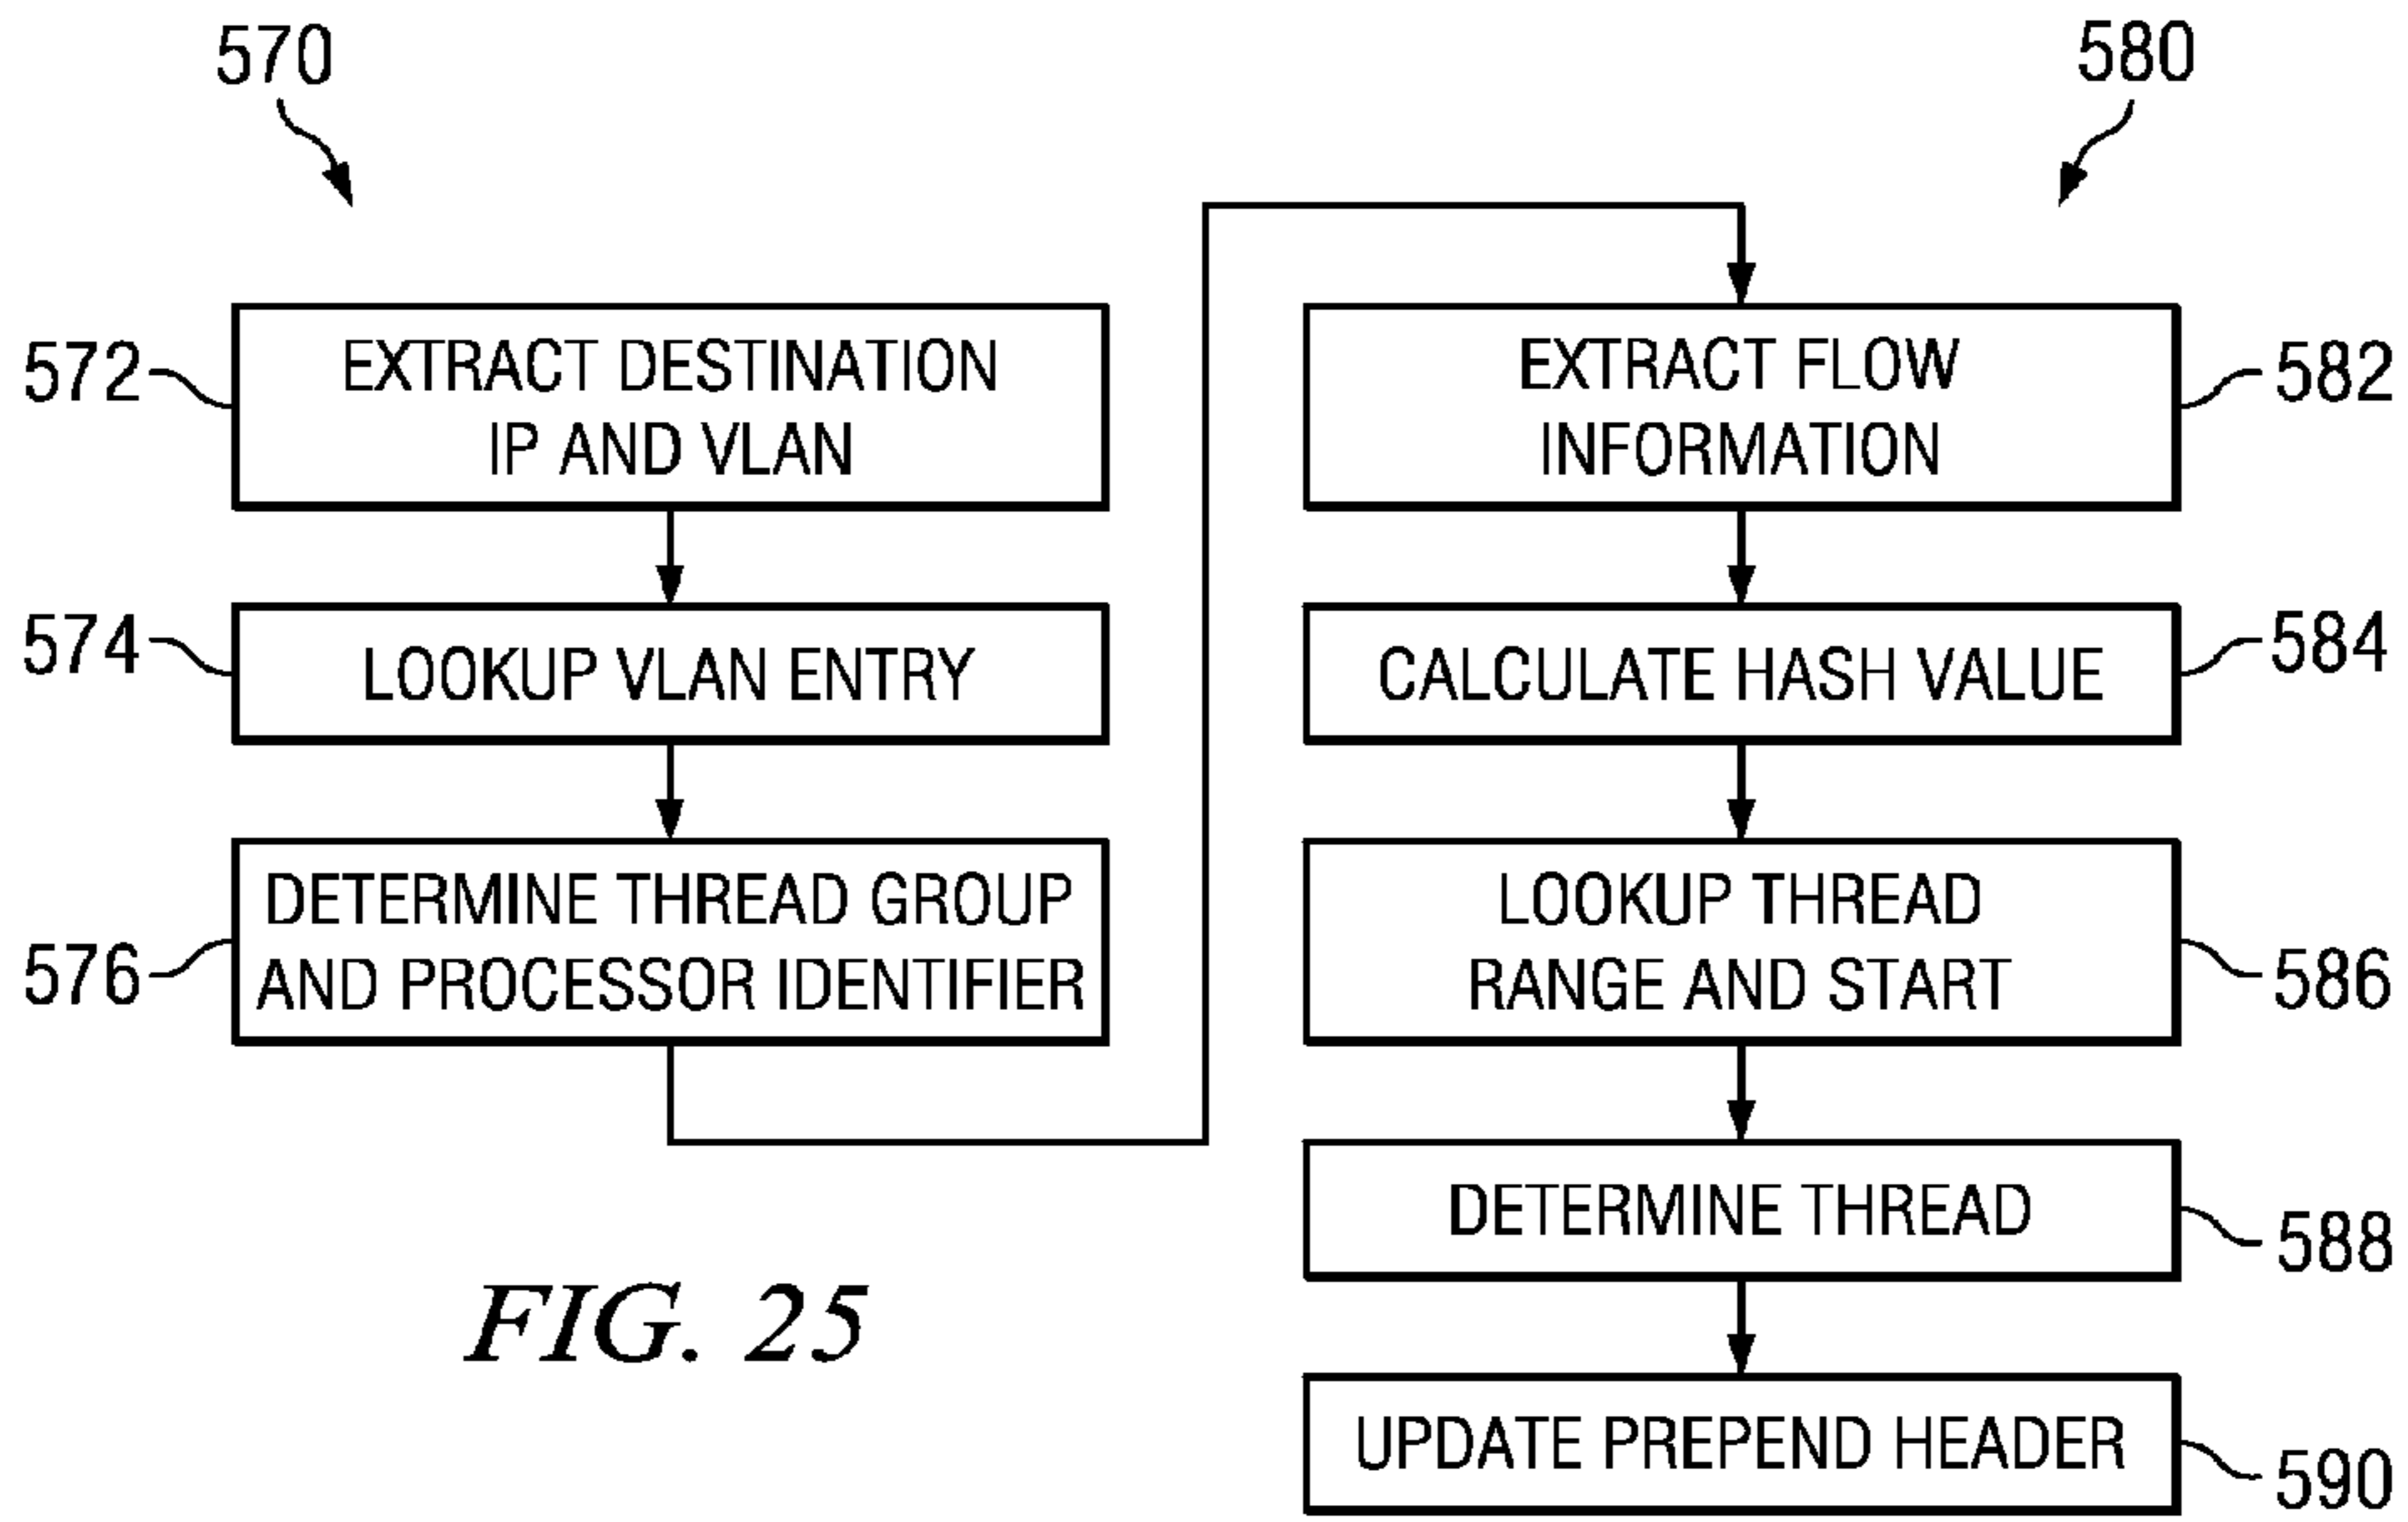 570
580
572
EXTRACT DESTINATION
IP AND VLAN
574
LOOKUP VLAN ENTRY
576
DETERMINE THREAD GROUP
AND PROCESSOR IDENTIFIER
582
EXTRACT FLOW
INFORMATION
584
CALCULATE HASH VALUE
586
LOOKUP THREAD
RANGE AND START
588
DETERMINE THREAD
590
UPDATE PREPEND HEADER
FIG. 25